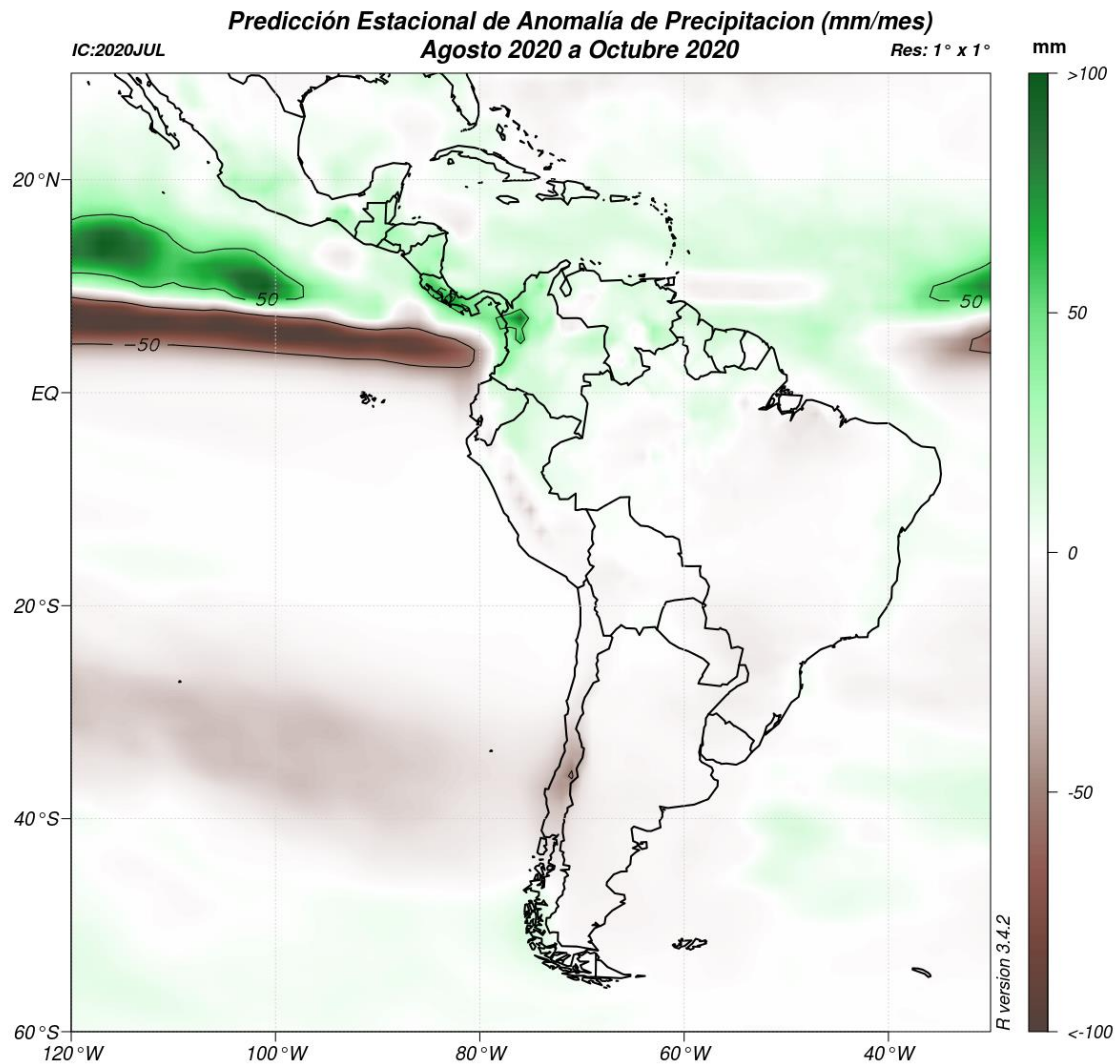 Predicción Estacional de Anomalía de Precipitacion (mm/mes)
IC:2020JUL
Agosto 2020 a Octubre 2020
Res: 1° x 1°
mm
>100
50
0
-50
<-100
20°N
EQ
20°S
40°S
60°S
50
-50
50
120°W
100°W
80°W
60°W
40°W
R version 3.4.2